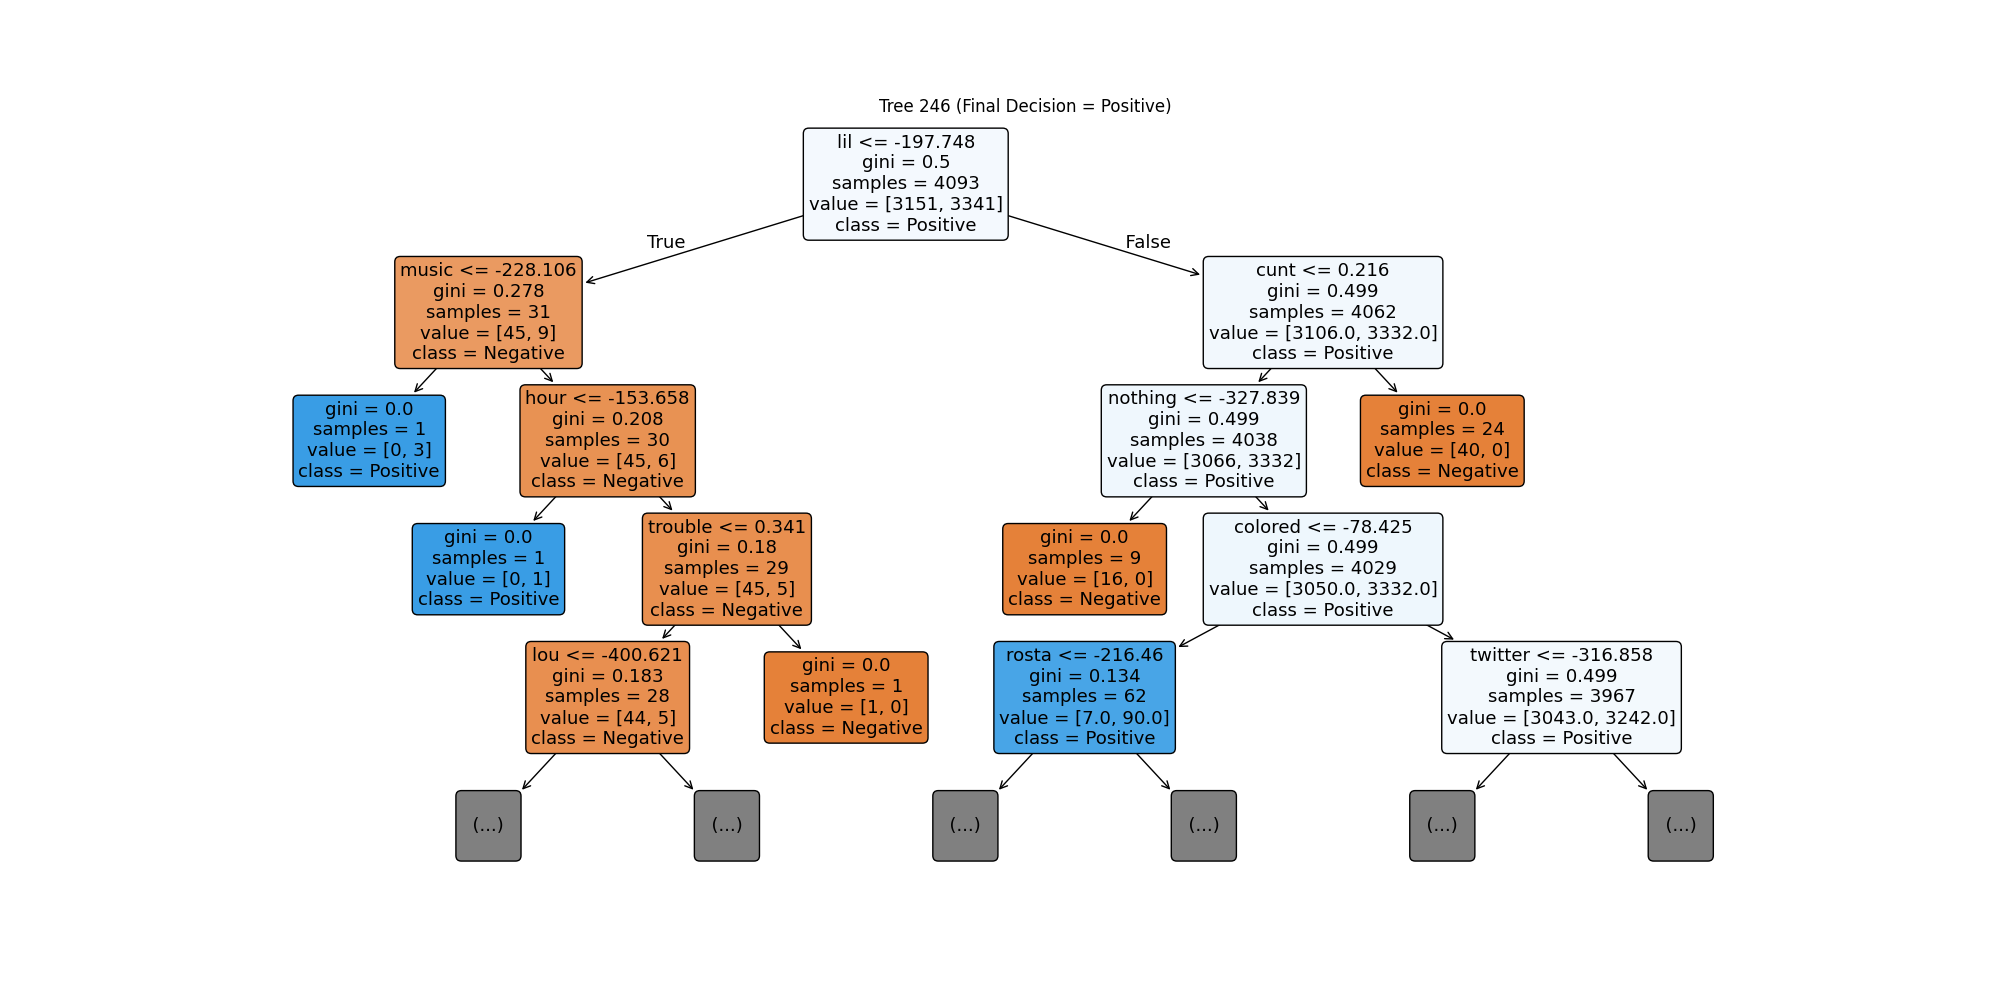 Tree 246 (Final Decision = Positive)
lil <= -197.748
gini = 0.5
samples = 4093
value = [3151, 3341]
class = Positive
True
False
music <= -228.106
gini = 0.278
samples = 31
value = [45, 9]
class = Negative
cunt <= 0.216
gini = 0.499
samples = 4062
value = [3106.0, 3332.0]
class = Positive
gini = 0.0
samples = 1
value = [0, 3]
class = Positive
hour <= -153.658
gini = 0.208
samples = 30
value = [45, 6]
class = Negative
nothing <= -327.839
gini = 0.499
samples = 4038
value = [3066, 3332]
class = Positive
gini = 0.0
samples = 24
value = [40, 0]
class = Negative
gini = 0.0
samples = 1
value = [0, 1]
class = Positive
trouble <= 0.341
gini = 0.18
samples = 29
value = [45, 5]
class = Negative
gini = 0.0
samples = 9
value = [16, 0]
class = Negative
colored <= -78.425
gini = 0.499
samples = 4029
value = [3050.0, 3332.0]
class = Positive
lou <= -400.621
gini = 0.183
samples = 28
value = [44, 5]
class = Negative
gini = 0.0
samples = 1
value = [1, 0]
class = Negative
rosta <= -216.46
gini = 0.134
samples = 62
value = [7.0, 90.0]
class = Positive
twitter <= -316.858
gini = 0.499
samples = 3967
value = [3043.0, 3242.0]
class = Positive
(...)
(...)
(...)
(...)
(...)
(...)